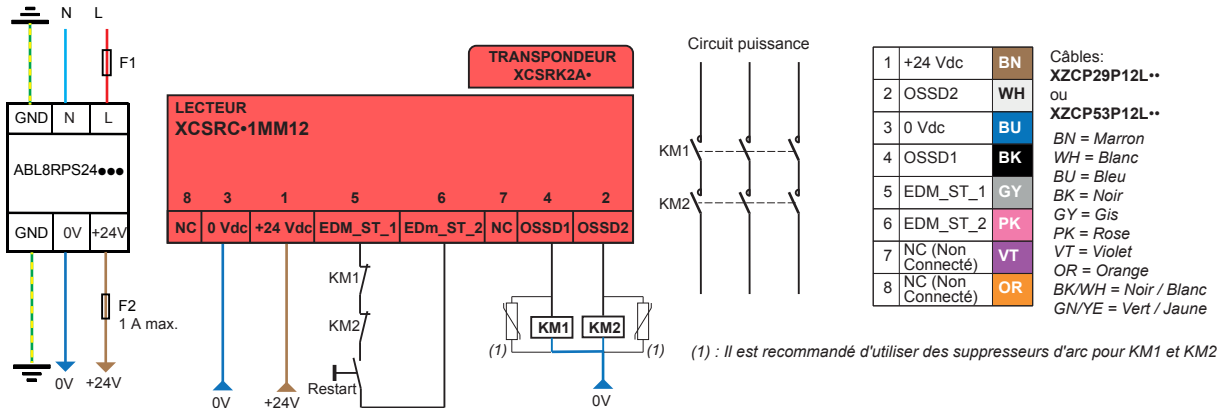 N L
F1
GND N L
ABL8RPS24●●●
GND 0V +24V
F2
1 A max.
0V +24V
TRANSPONDEUR
XCSRK2A•
LECTEUR
XCSRC•1MM12
8 3 1 5 6 7 4 2
NC 0 Vdc +24 Vdc EDM_ST_1 EDm_ST_2 NC OSSD1 OSSD2
KM1
KM2
Restart
0V +24V
KM1 KM2
(1) (1)
0V
Circuit puissance
KM1
KM2
1 +24 Vdc BN
2 OSSD2 WH
3 0 Vdc BU
4 OSSD1 BK
5 EDM_ST_1 GY
6 EDM_ST_2 PK
7 NC (Non
Connecté) VT
8 NC (Non
Connecté) OR
Câbles:
XZCP29P12L••
ou
XZCP53P12L••
BN = Marron
WH = Blanc
BU = Bleu
BK = Noir
GY = Gis
PK = Rose
VT = Violet
OR = Orange
BK/WH = Noir / Blanc
GN/YE = Vert / Jaune
(1) : Il est recommandé d'utiliser des suppresseurs d'arc pour KM1 et KM2